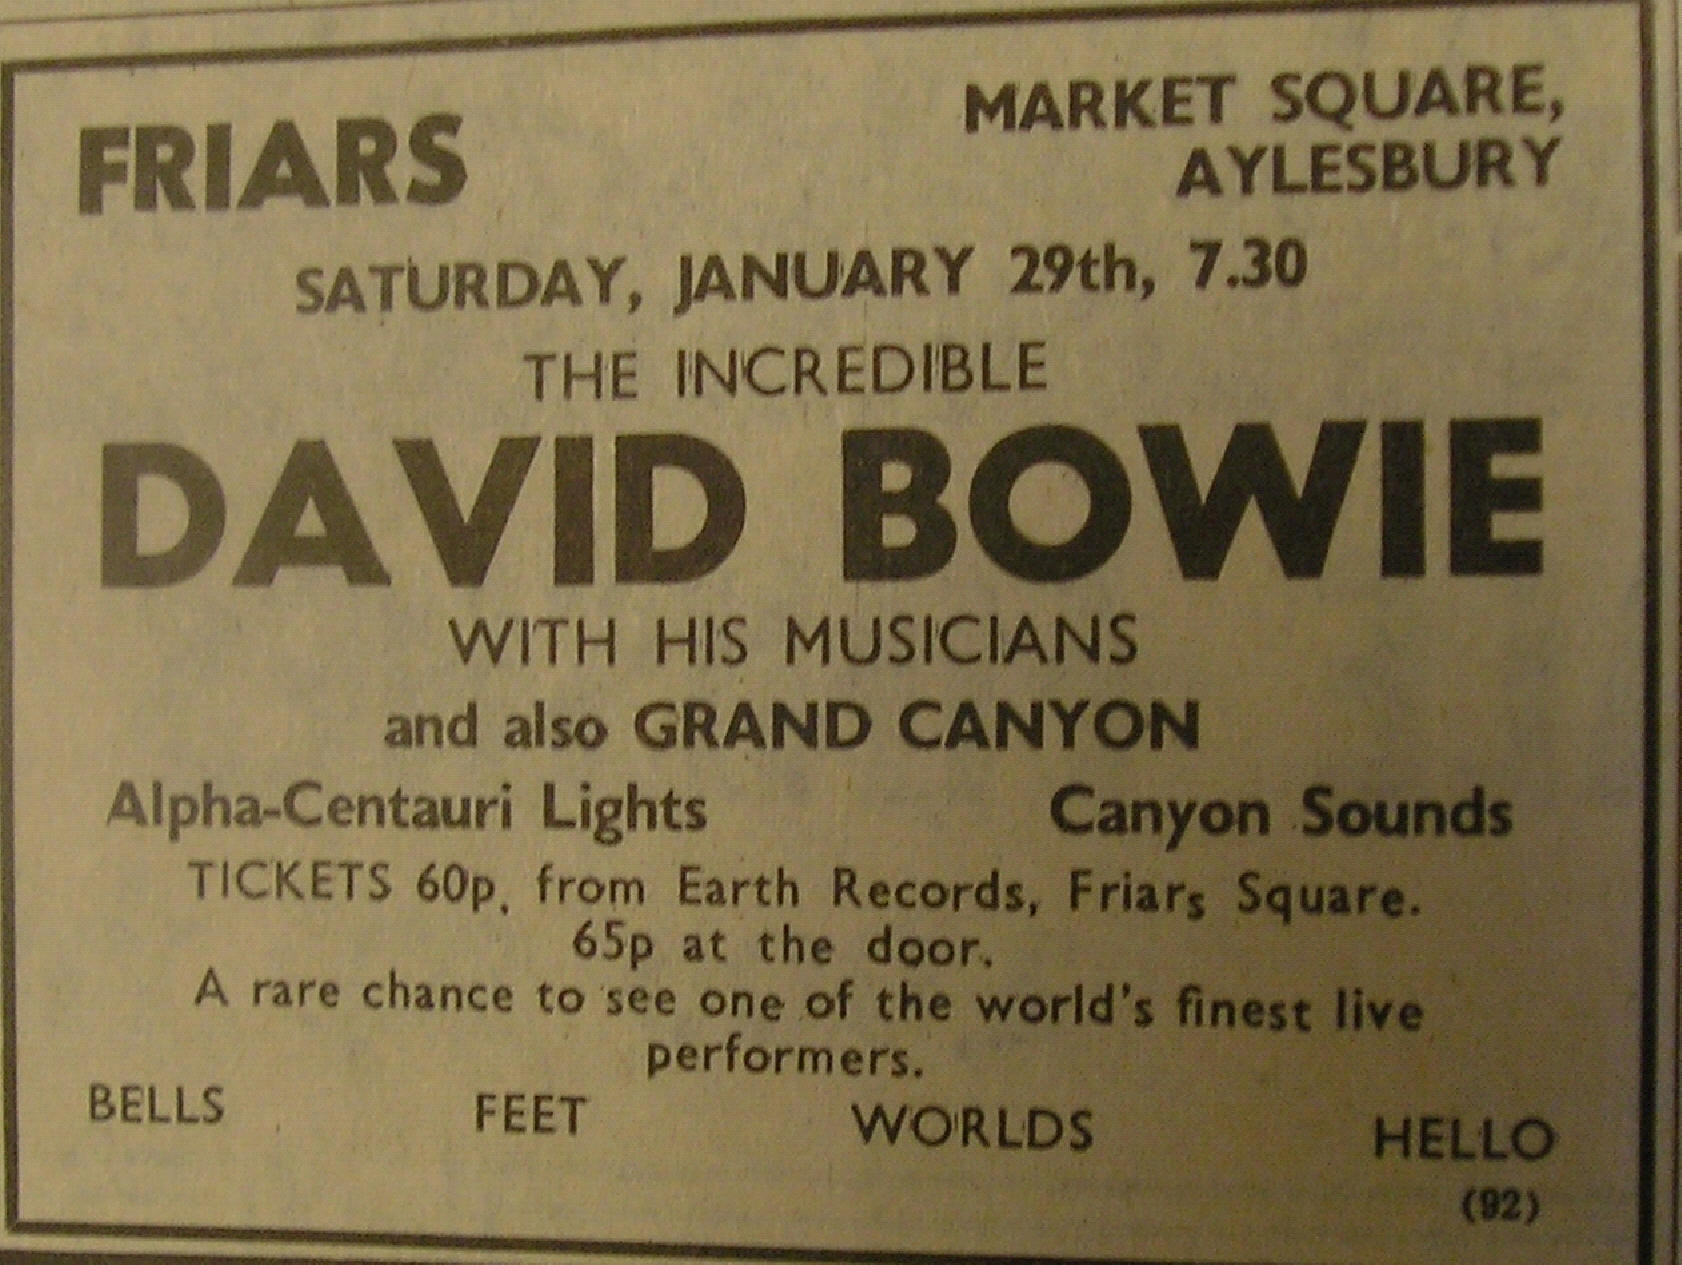 FRIARS
MARKET SQUARE,
AYLESBURY
SATURDAY, JANUARY 29th, 7.30
THE INCREDIBLE
DAVID BOWIE
WITH HIS MUSICIANS
and also GRAND CANYON
Alpha-Centauri Lights Canyon Sounds
TICKETS 60p, from Earth Records, Friars Square.
65p at the door.
A rare chance to see one of the world's finest live
performers.
BELLS FEET WORLDS HELLO
(92)